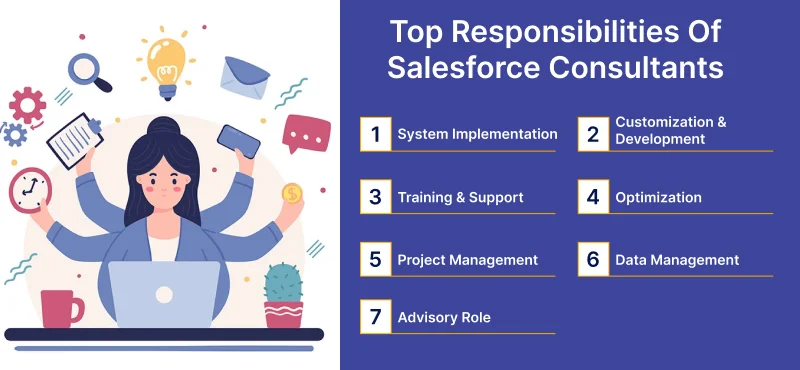 Top Responsibilities Of
Salesforce Consultants
1 System Implementation
2 Customization &
Development
3 Training & Support
4 Optimization
5 Project Management
6 Data Management
7 Advisory Role